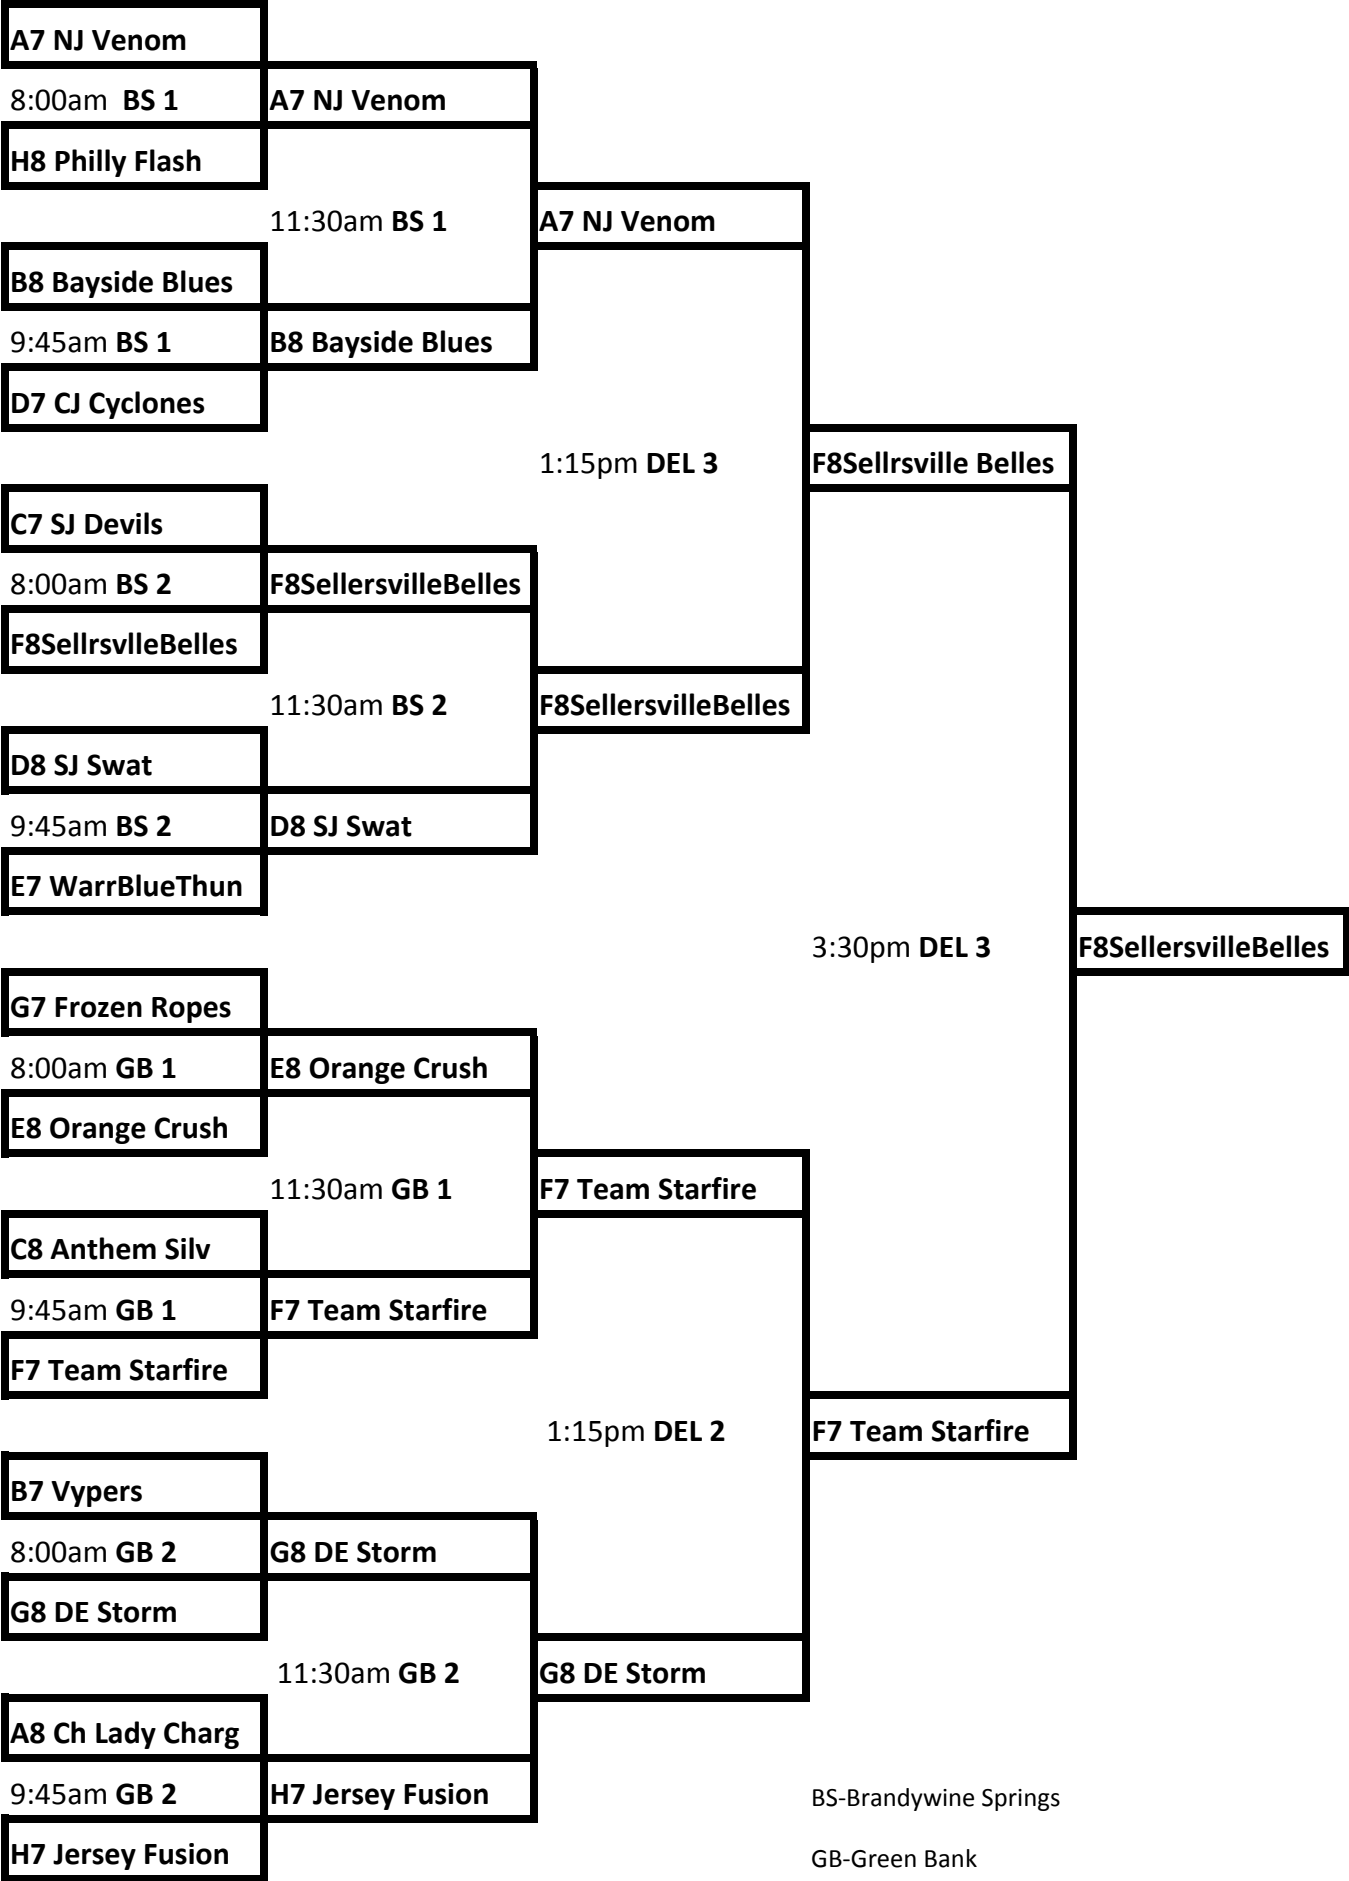 A7 NJ Venom
8:00am BS 1
A7 NJ Venom
H8 Philly Flash
11:30am BS 1
A7 NJ Venom
B8 Bayside Blues
9:45am BS 1
B8 Bayside Blues
D7 CJ Cyclones
1:15pm DEL 3
F8Sellrsville Belles
C7 SJ Devils
8:00am BS 2
F8SellersvilleBelles
F8SellrsvlleBelles
11:30am BS 2
F8SellersvilleBelles
D8 SJ Swat
9:45am BS 2
D8 SJ Swat
E7 WarrBlueThun
3:30pm DEL 3
F8SellersvilleBelles
G7 Frozen Ropes
8:00am GB 1
E8 Orange Crush
E8 Orange Crush
11:30am GB 1
F7 Team Starfire
C8 Anthem Silv
9:45am GB 1
F7 Team Starfire
F7 Team Starfire
1:15pm DEL 2
F7 Team Starfire
B7 Vypers
8:00am GB 2
G8 DE Storm
G8 DE Storm
11:30am GB 2
G8 DE Storm
A8 Ch Lady Charg
9:45am GB 2
H7 Jersey Fusion
BS-Brandywine Springs
H7 Jersey Fusion
GB-Green Bank